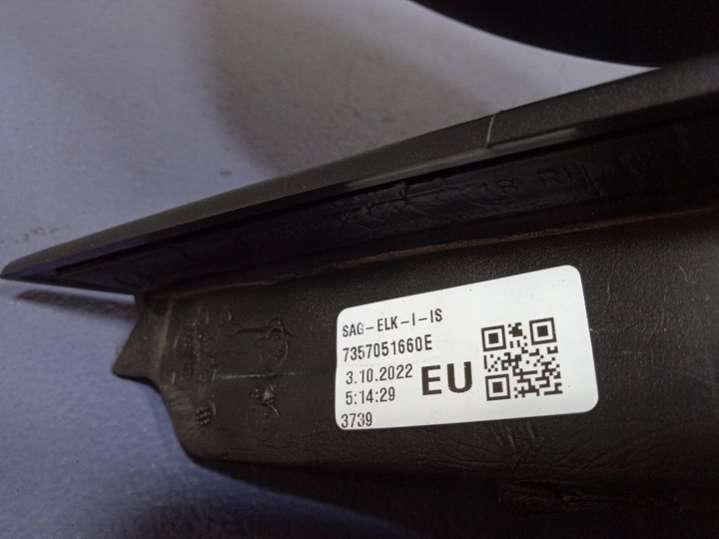 SAG-ELK-I-IS
7357051660E
3.10.2022
5:14:29
EU
3739